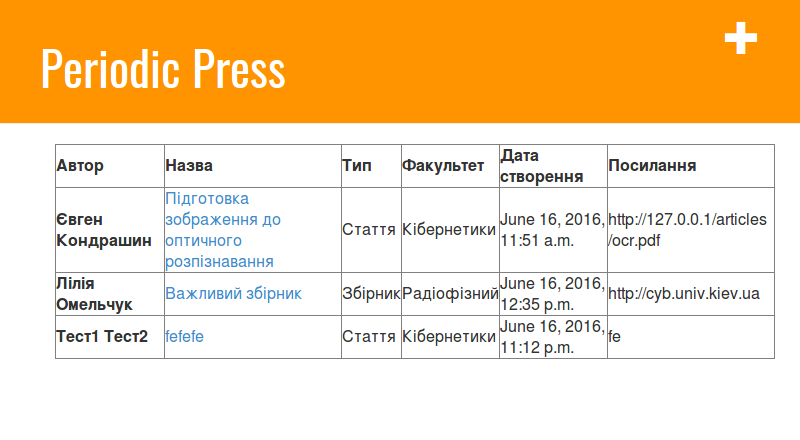 Periodic Press
Автор Назва Тип Факультет Дата створення Посилання
Євген Кондрашин Підготовка зображення до оптичного розпізнавання Стаття Кібернетики June 16, 2016, 11:51 a.m. http://127.0.0.1/articles/ocr.pdf
Лілія Омельчук Важливий збірник Збірник Радіофізний June 16, 2016, 12:35 p.m. http://cyb.univ.kiev.ua
Тест1 Тест2 fefefe Стаття Кібернетики June 16, 2016, 11:12 p.m. fe